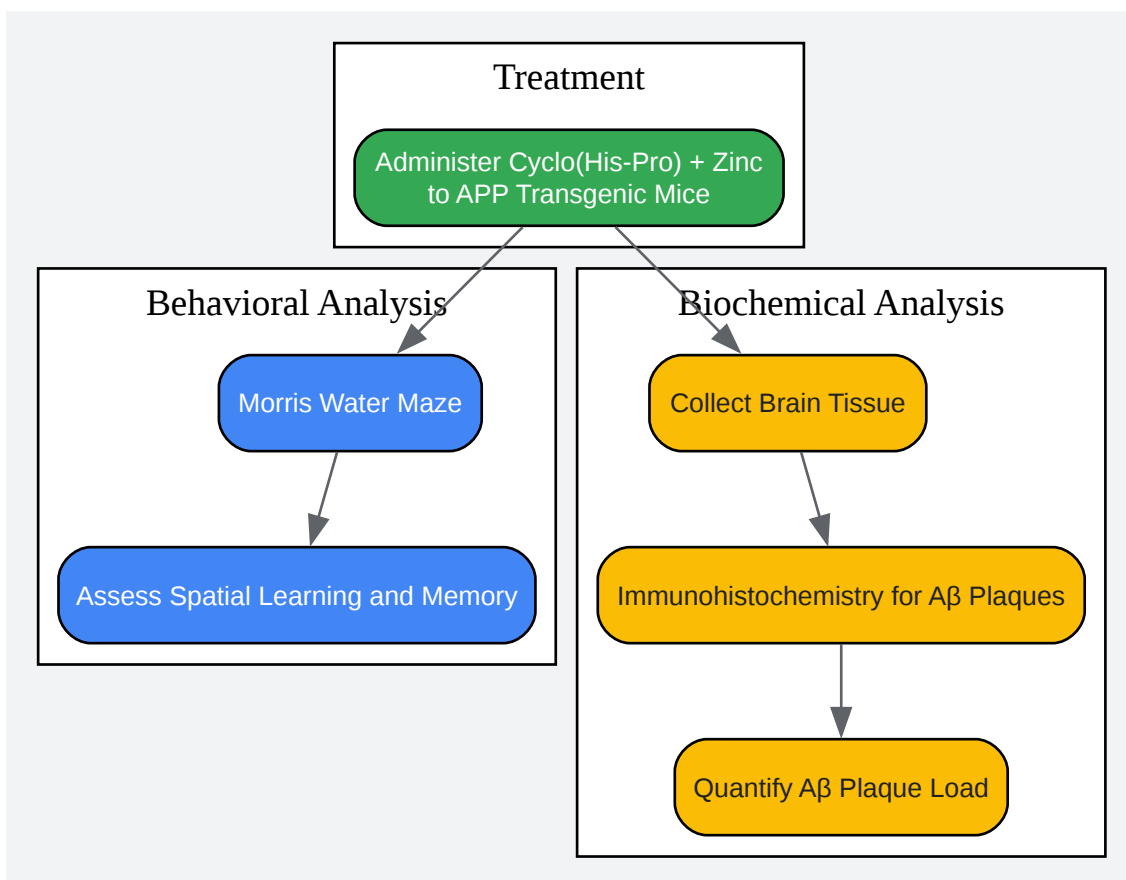 Treatment
Administer Cyclo(His-Pro) + Zinc
to APP Transgenic Mice
Behavioral Analysis
Morris Water Maze
Assess Spatial Learning and Memory
Biochemical Analysis
Collect Brain Tissue
Immunohistochemistry for Aβ Plaques
Quantify Aβ Plaque Load